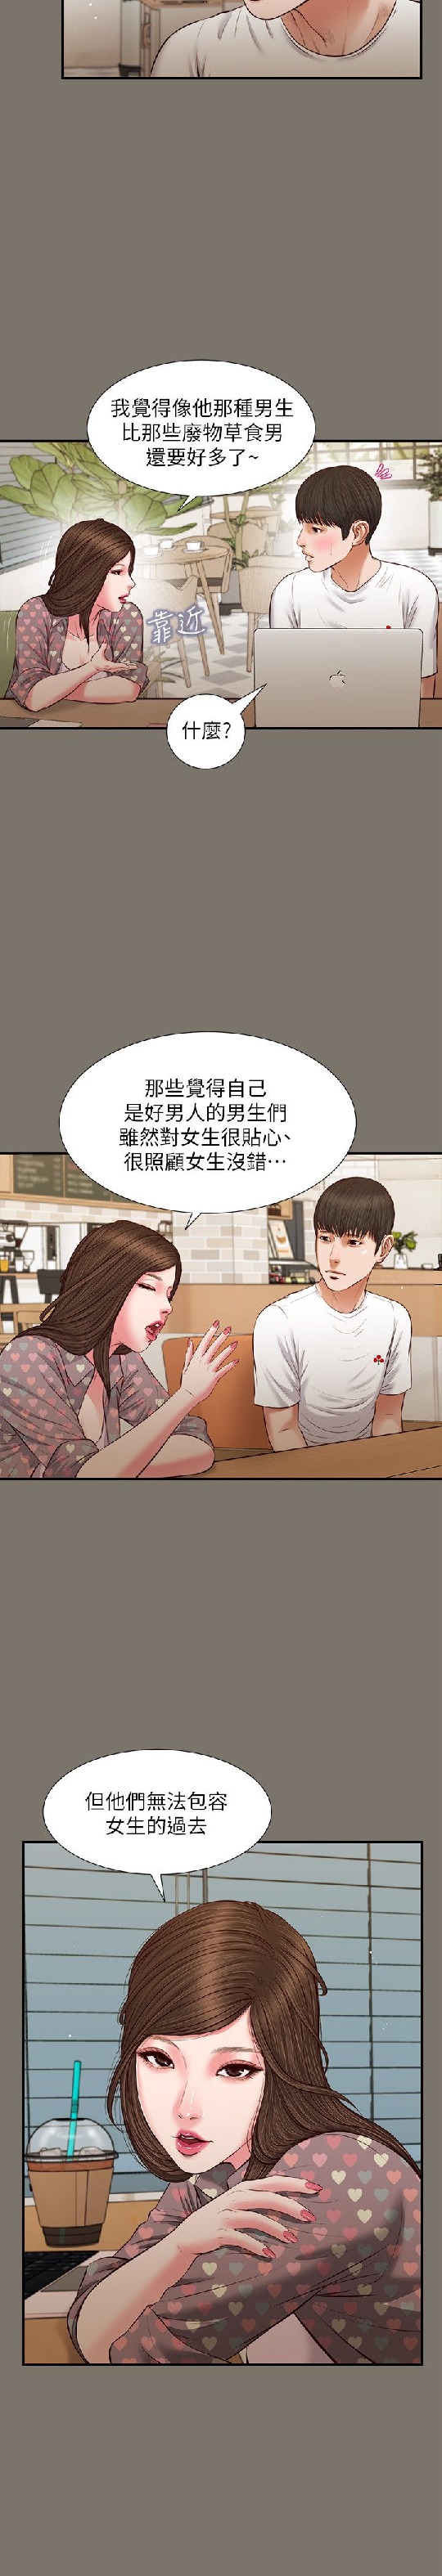 我覺得像他那種男生
比那些廢物草食男
還要好多了~
靠近
什麼?
那些覺得自己
是好男人的男生們
雖然對女生很貼心、
很照顧女生沒錯⋯
但他們無法包容
女生的過去